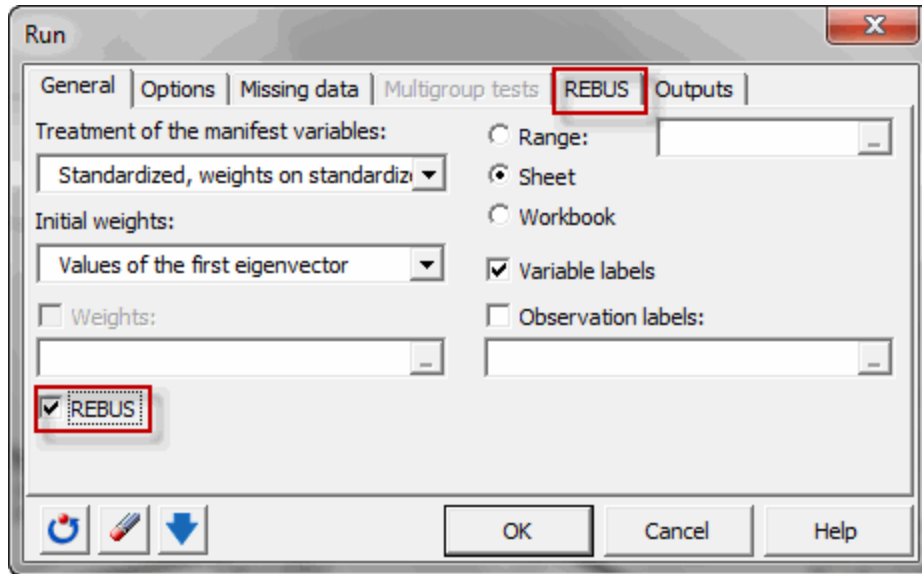 Run
General Options Missing data Multigroup tests REBUS Outputs
Treatment of the manifest variables:
Standardized, weights on standardiz
Initial weights:
Values of the first eigenvector
Weights:
REBUS
Range:
Sheet
Workbook
Variable labels
Observation labels:
OK Cancel Help